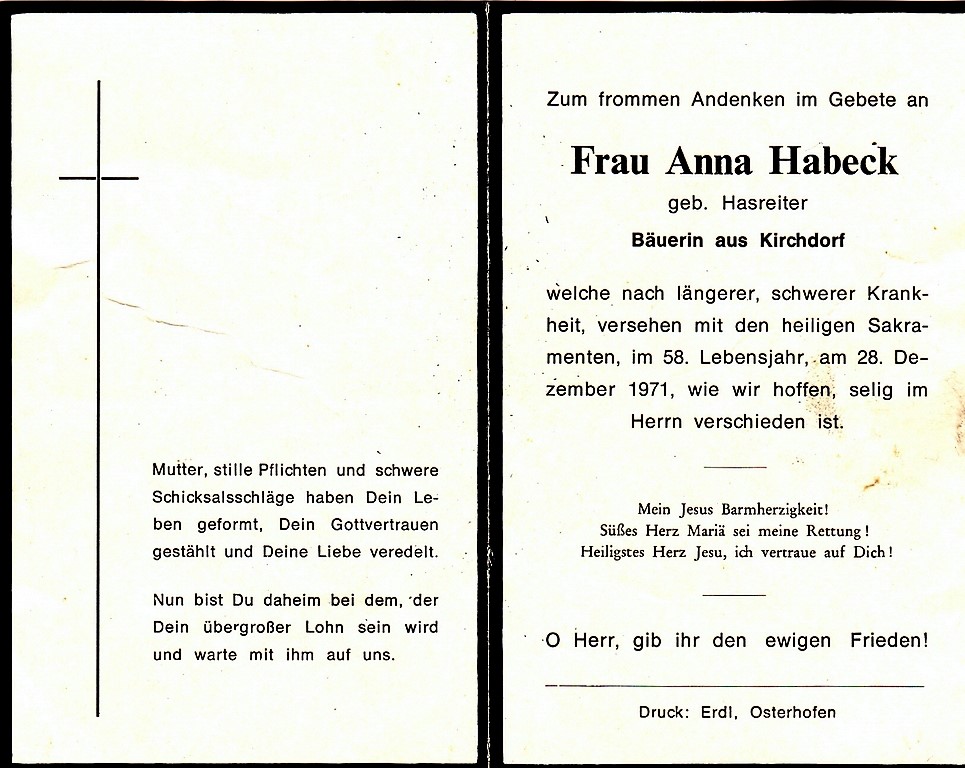 Mutter, stille Pflichten und schwere
Schicksalsschläge haben Dein Le-
ben geformt, Dein Gottvertrauen
gestählt und Deine Liebe veredelt.
Nun bist Du daheim bei dem, der
Dein übergroßer Lohn sein wird
und warte mit ihm auf uns.
Zum frommen Andenken im Gebete an
Frau Anna Habeck
geb. Hasreiter
Bäuerin aus Kirchdorf
welche nach längerer, schwerer Krank-
heit, versehen mit den heiligen Sakra-
menten, im 58. Lebensjahr, am 28. De-
zember 1971, wie wir hoffen, selig im
Herrn verschieden ist.
Mein Jesus Barmherzigkeit!
Süßes Herz Mariä sei meine Rettung!
Heiligstes Herz Jesu, ich vertraue auf Dich!
O Herr, gib ihr den ewigen Frieden!
Druck: Erdl, Osterhofen